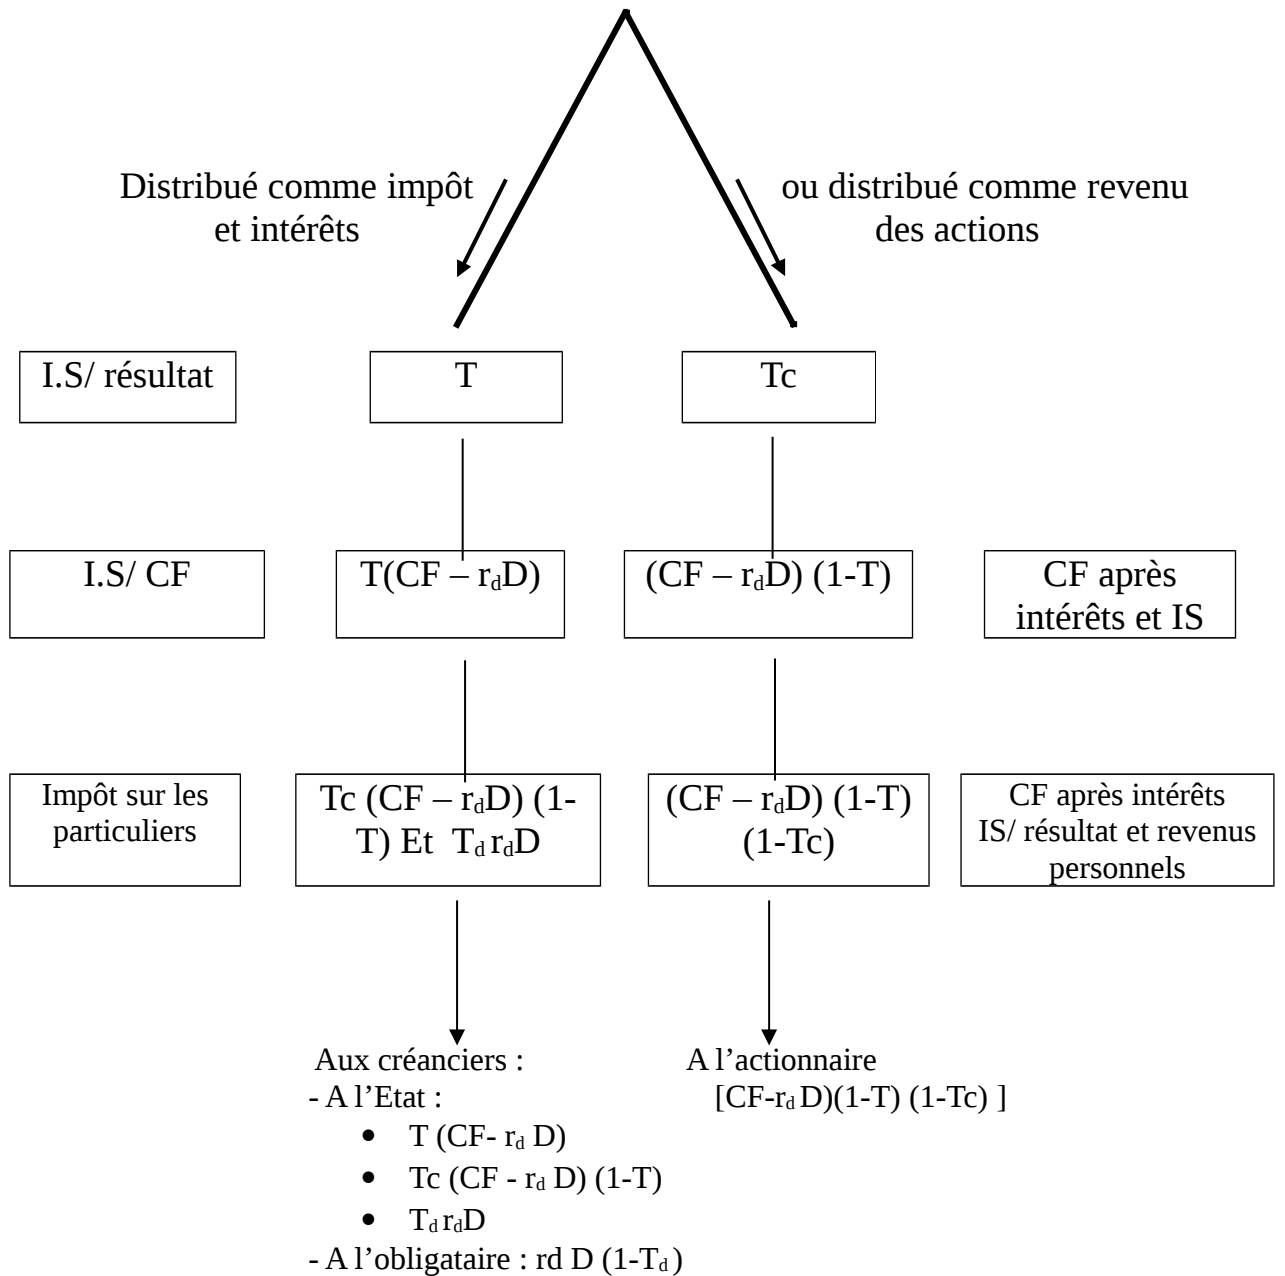 Distribué comme impôt
et intérêts
ou distribué comme revenu
des actions
I.S/ résultat
T
Tc
I.S/ CF
T(CF – rdD)
(CF – rdD) (1-T)
CF après
intérêts et IS
Impôt sur les
particuliers
Tc (CF – rdD) (1-
T) Et Td rdD
(CF – rdD) (1-T)
(1-Tc)
CF après intérêts
IS/ résultat et revenus
personnels
Aux créanciers :
- A l’Etat :
• T (CF- rd D)
• Tc (CF - rd D) (1-T)
• Td rdD
- A l’obligataire : rd D (1-Td )
A l’actionnaire
[CF-rd D)(1-T) (1-Tc) ]